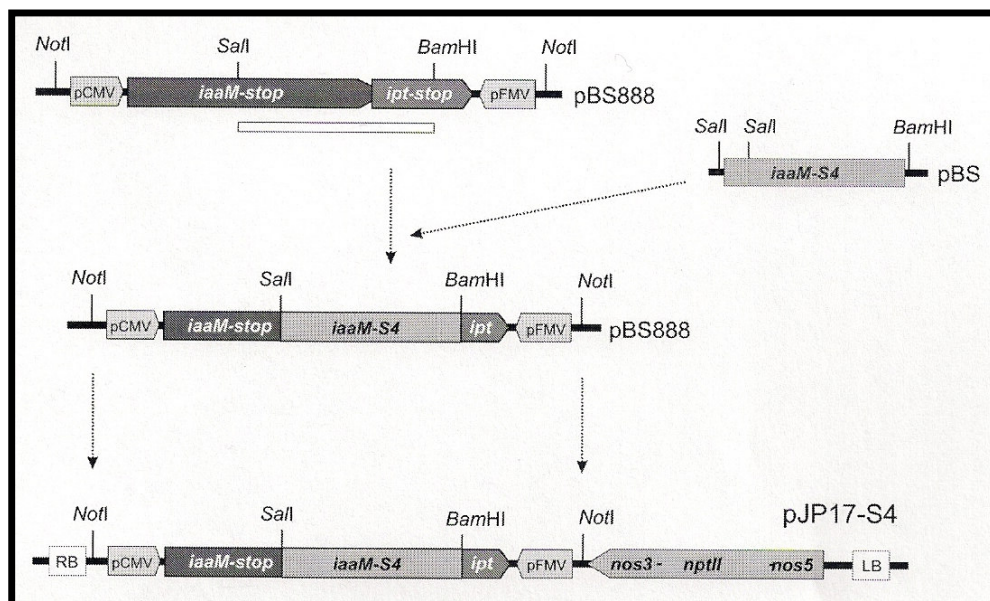 NotI SalI BamHI NotI
pCMV iaaM-stop ipt-stop pFMV pBS888
SalI SalI BamHI
iaaM-S4 pBS
NotI SalI BamHI NotI
pCMV iaaM-stop iaaM-S4 ipt pFMV pBS888
pJP17-S4
NotI SalI BamHI NotI
RB pCMV iaaM-stop iaaM-S4 ipt pFMV nos3- nptII -nos5 LB